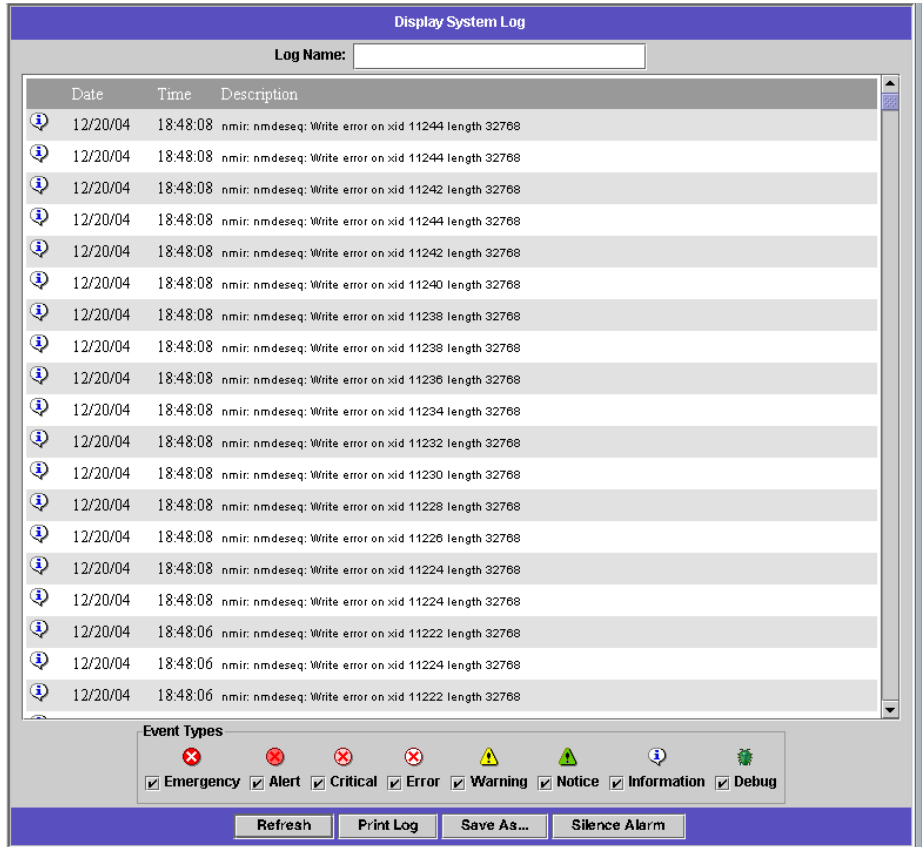 Display System Log
Log Name:
Date Time Description
12/20/04 18:48:08 nmir: nmdeseq: Write error on xid 11244 length 32768
12/20/04 18:48:08 nmir: nmdeseq: Write error on xid 11244 length 32768
12/20/04 18:48:08 nmir: nmdeseq: Write error on xid 11242 length 32768
12/20/04 18:48:08 nmir: nmdeseq: Write error on xid 11244 length 32768
12/20/04 18:48:08 nmir: nmdeseq: Write error on xid 11242 length 32768
12/20/04 18:48:08 nmir: nmdeseq: Write error on xid 11240 length 32768
12/20/04 18:48:08 nmir: nmdeseq: Write error on xid 11238 length 32768
12/20/04 18:48:08 nmir: nmdeseq: Write error on xid 11238 length 32768
12/20/04 18:48:08 nmir: nmdeseq: Write error on xid 11236 length 32768
12/20/04 18:48:08 nmir: nmdeseq: Write error on xid 11234 length 32768
12/20/04 18:48:08 nmir: nmdeseq: Write error on xid 11232 length 32768
12/20/04 18:48:08 nmir: nmdeseq: Write error on xid 11230 length 32768
12/20/04 18:48:08 nmir: nmdeseq: Write error on xid 11228 length 32768
12/20/04 18:48:08 nmir: nmdeseq: Write error on xid 11226 length 32768
12/20/04 18:48:08 nmir: nmdeseq: Write error on xid 11224 length 32768
12/20/04 18:48:08 nmir: nmdeseq: Write error on xid 11224 length 32768
12/20/04 18:48:06 nmir: nmdeseq: Write error on xid 11222 length 32768
12/20/04 18:48:06 nmir: nmdeseq: Write error on xid 11224 length 32768
12/20/04 18:48:06 nmir: nmdeseq: Write error on xid 11222 length 32768
Event Types
Emergency Alert Critical Error Warning Notice Information Debug
Refresh Print Log Save As... Silence Alarm